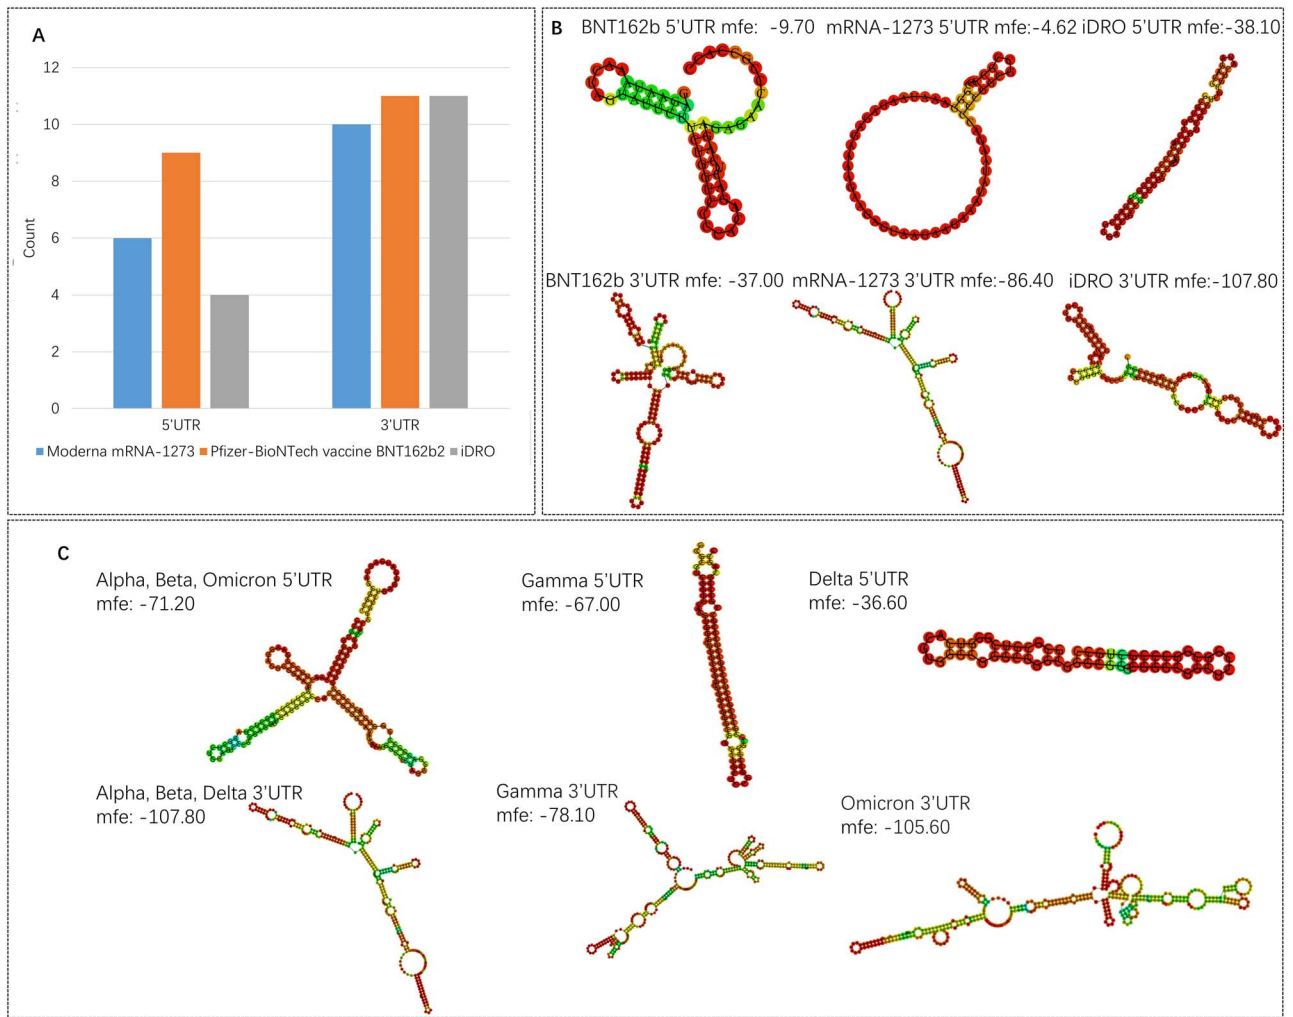 A
12
10
8
6
4
2
0
Count
5'UTR
3'UTR
Moderna mRNA-1273 Pfizer-BioNTech vaccine BNT162b2 iDRO
B
BNT162b 5'UTR mfe: -9.70 mRNA-1273 5'UTR mfe:-4.62 iDRO 5'UTR mfe:-38.10
BNT162b 3'UTR mfe: -37.00 mRNA-1273 3'UTR mfe:-86.40 iDRO 3'UTR mfe:-107.80
C
Alpha, Beta, Omicron 5'UTR
mfe: -71.20
Gamma 5'UTR
mfe: -67.00
Delta 5'UTR
mfe: -36.60
Alpha, Beta, Delta 3'UTR
mfe: -107.80
Gamma 3'UTR
mfe: -78.10
Omicron 3'UTR
mfe: -105.60